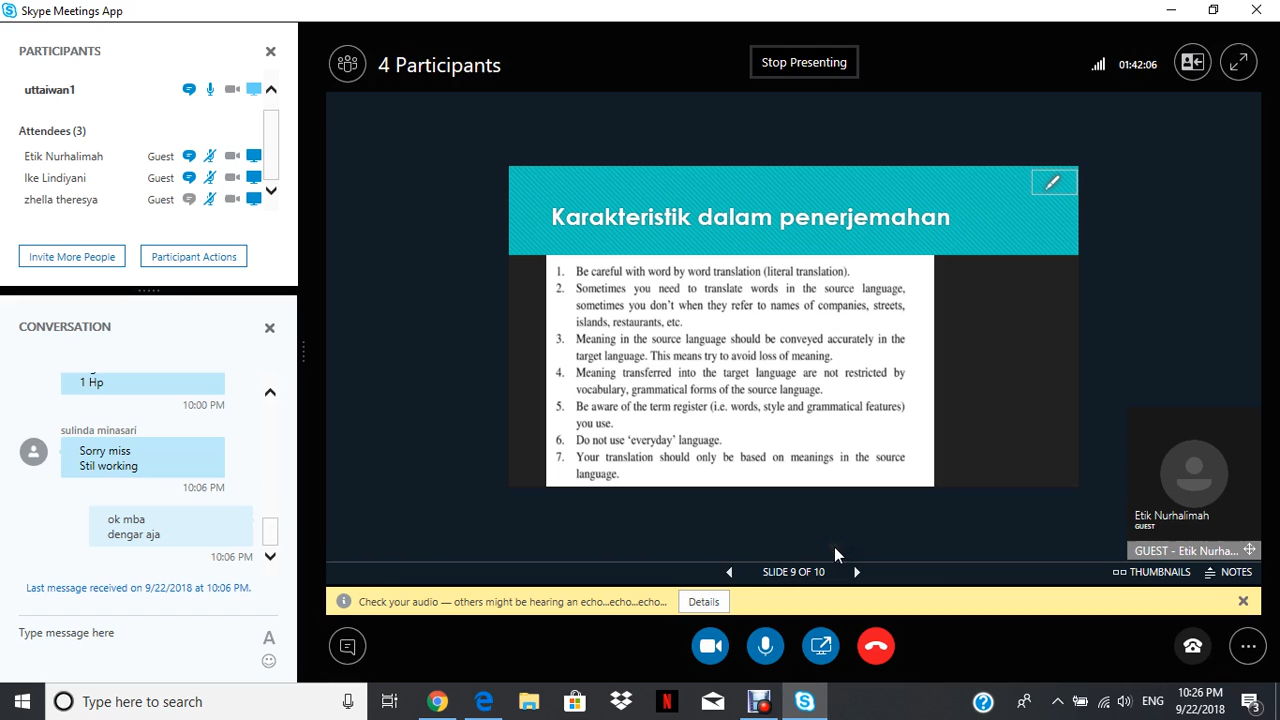 Skype Meetings App
PARTICIPANTS
uttaiwan1
Attendees (3)
Etik Nurhalimah Guest
Ike Lindiyani Guest
zhella theresya Guest
Invite More People
Participant Actions
CONVERSATION
1 Hp
10:00 PM
sulinda minasari
Sorry miss
Stil working
10:06 PM
ok mba
dengar aja
10:06 PM
Last message received on 9/22/2018 at 10:06 PM.
Type message here
A
4 Participants
Stop Presenting
01:42:06
Karakteristik dalam penerjemahan
1. Be careful with word by word translation (literal translation).
2. Sometimes you need to translate words in the source language,
sometimes you don't when they refer to names of companies, streets,
islands, restaurants, etc.
3. Meaning in the source language should be conveyed accurately in the
target language. This means try to avoid loss of meaning.
4. Meaning transferred into the target language are not restricted by
vocabulary, grammatical forms of the source language.
5. Be aware of the term register (i.e. words, style and grammatical features)
you use.
6. Do not use 'everyday' language.
7. Your translation should only be based on meanings in the source
language.
Etik Nurhalimah
GUEST
GUEST - Etik Nurha...
SLIDE 9 OF 10
THUMBNAILS
NOTES
Check your audio — others might be hearing an echo...echo...echo...
Details
Type here to search
N
ENG
10:26 PM
9/22/2018
3